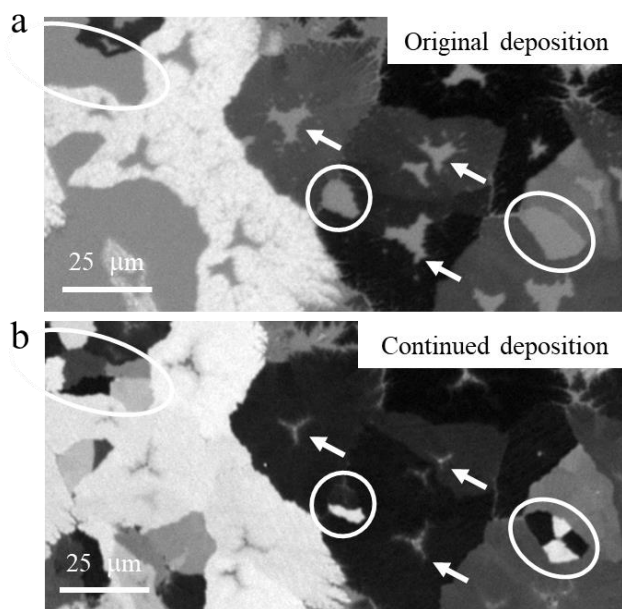 a
Original deposition
25 μm
b
Continued deposition
25 μm